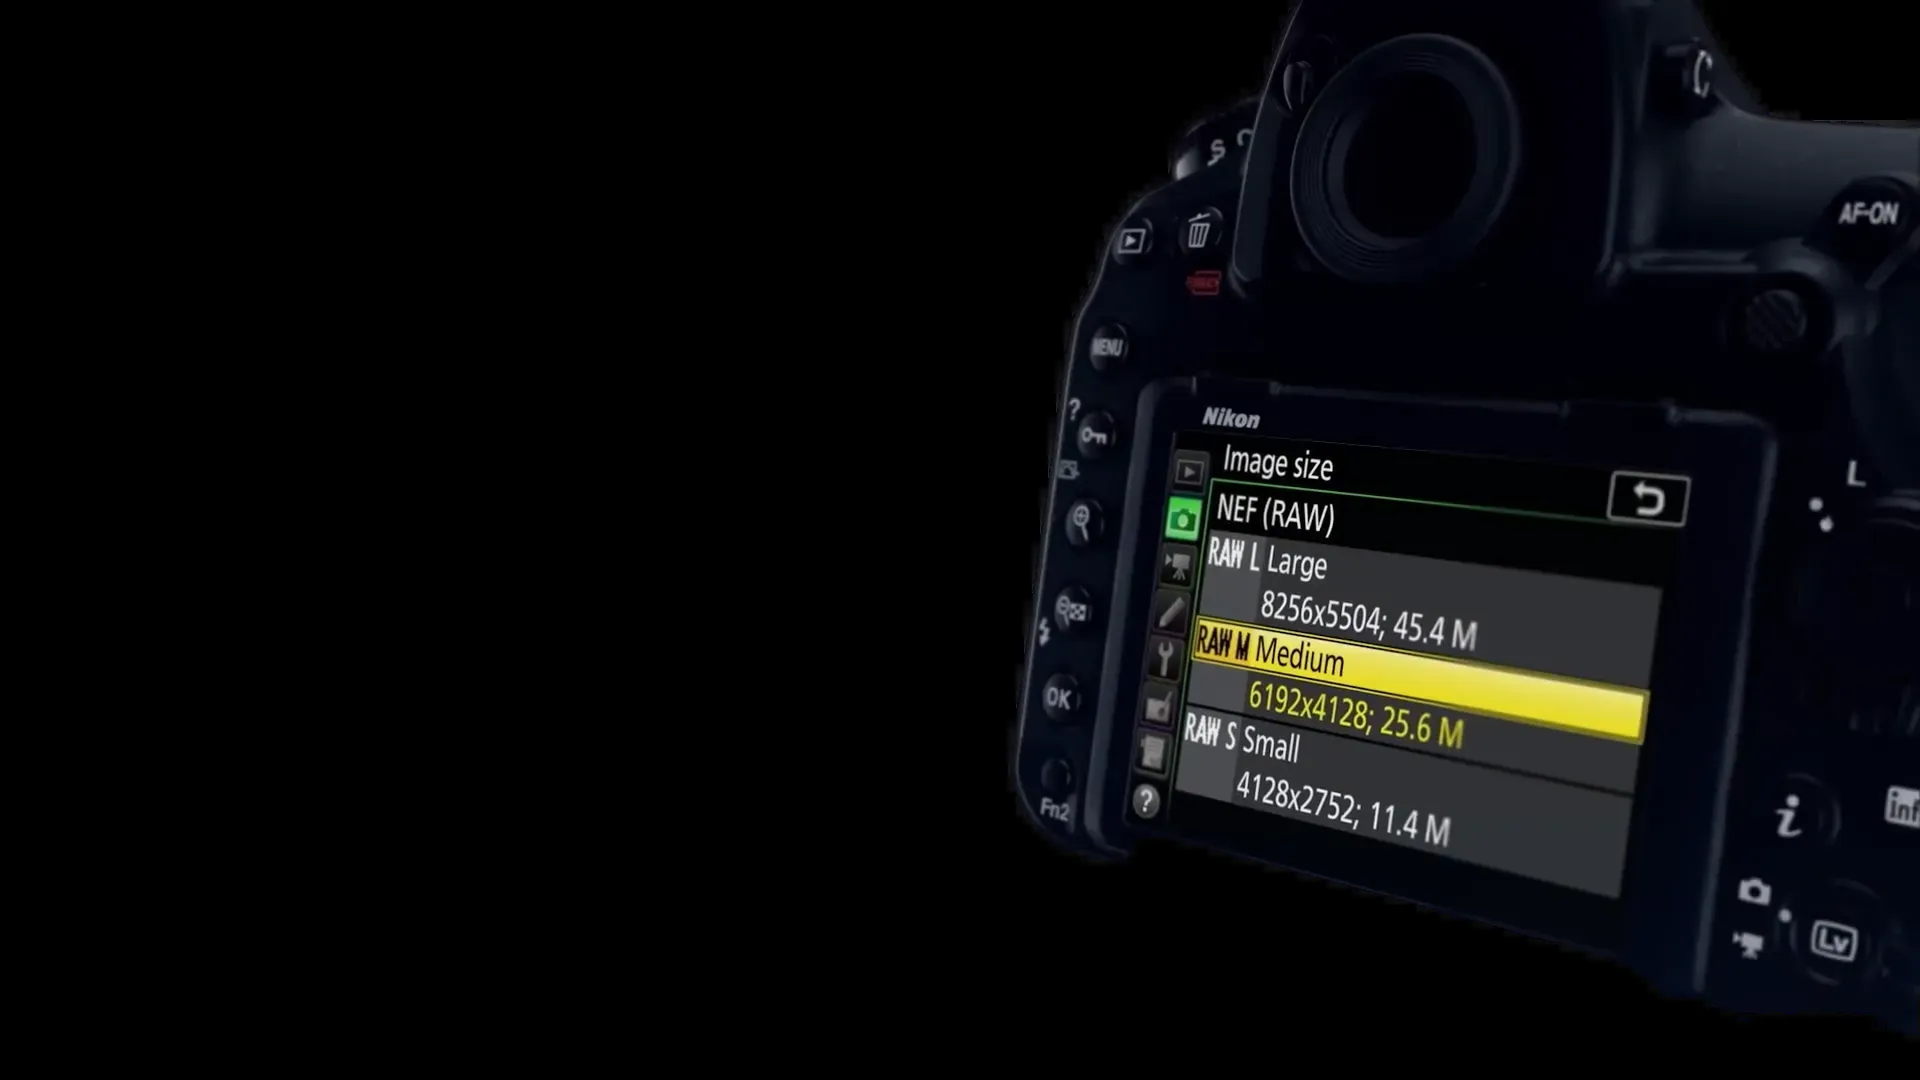 C
S
AF-ON
MENU
?
Nikon
Image size
L
NEF (RAW)
RAW L Large
8256x5504; 45.4 M
RAW M Medium
6192x4128; 25.6 M
OK
RAW S Small
4128x2752; 11.4 M
?
Fn2
i
Lv